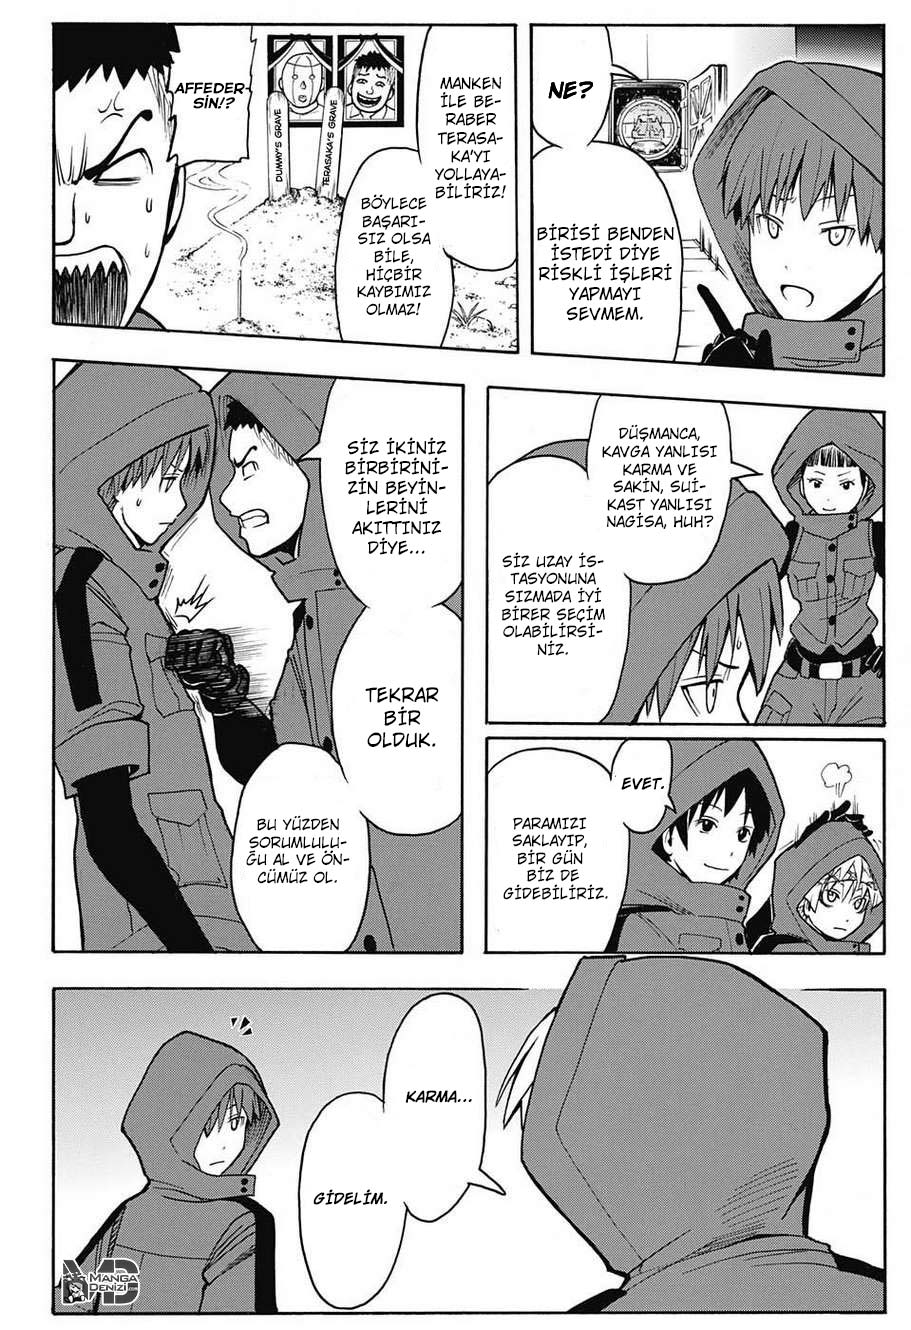 NE?
BİRİSİ BENDEN
İSTEDİ DİYE
RİSKLİ İŞLERİ
YAPMAYI
SEVMEM.
MANKEN
İLE BE-
RABER
TERASA-
KA'YI
YOLLAYA-
BİLİRİZ!
BÖYLECE
BAŞARI-
SIZ OLSA
BİLE,
HİÇBİR
KAYBIMIZ
OLMAZ!
DUMMY'S GRAVE
TERASAKA'S GRAVE
AFFEDER-
SİN!?
DÜŞMANCA,
KAVGA YANLISI
KARMA VE
SAKİN, SUİ-
KAST YANLISI
NAGİSA, HUH?
SİZ UZAY İS-
TASYONUNA
SIZMADA İYİ
BİRER SEÇİM
OLABİLİRSİ-
NİZ.
SİZ İKİNİZ
BİRBİRİNİ-
ZİN BEYİN-
LERİNİ
AKITTINIZ
DİYE...
TEKRAR
BİR
OLDUK.
BU YÜZDEN
SORUMLULU-
ĞU AL VE ÖN-
CÜMÜZ OL.
EVET.
PARAMIZI
SAKLAYIP,
BİR GÜN
BİZ DE
GİDEBİLİRİZ.
KARMA...
GİDELİM.
MD
MANGA
DENİZİ